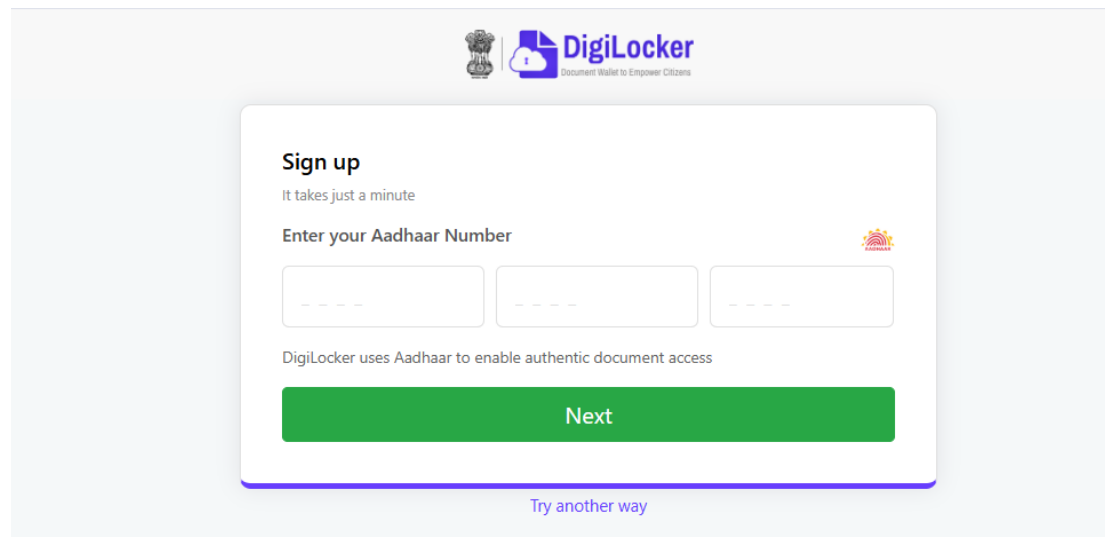 DigiLocker
Document Wallet to Empower Citizens
Sign up
It takes just a minute
Enter your Aadhaar Number
AADHAAR
DigiLocker uses Aadhaar to enable authentic document access
Next
Try another way